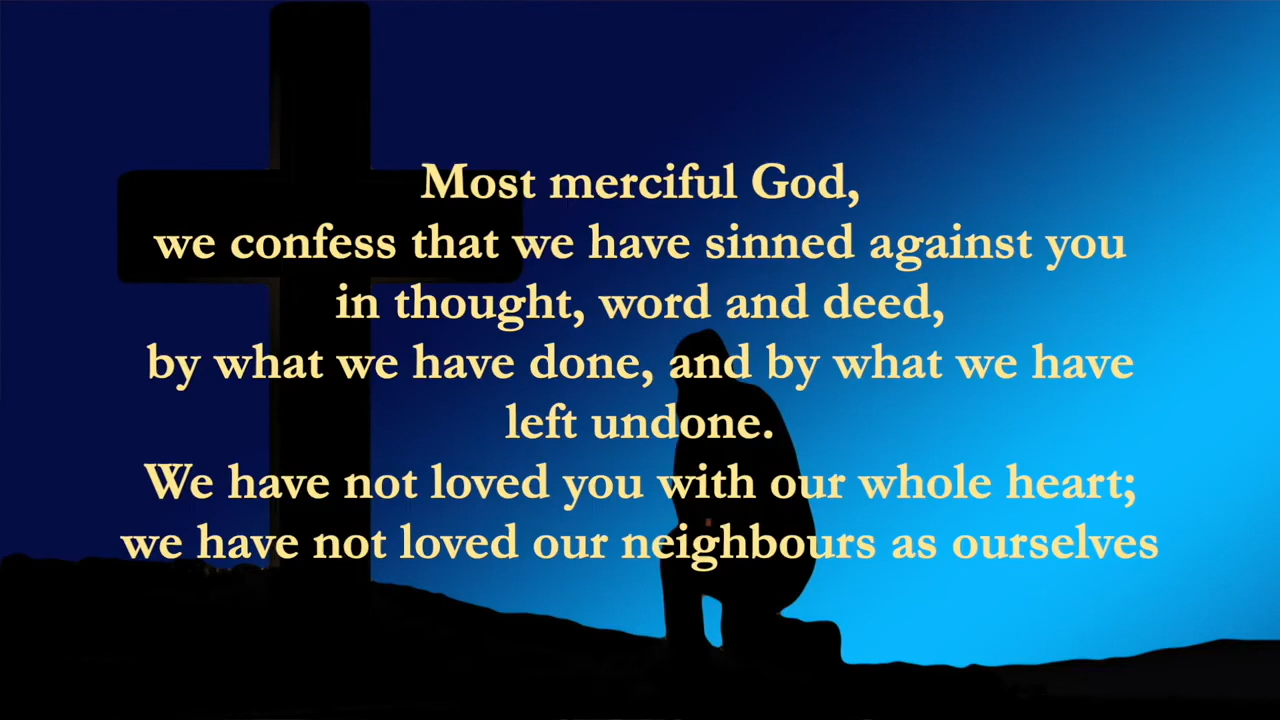 Most merciful God,
we confess that we have sinned against you
in thought, word and deed,
by what we have done, and by what we have
left undone.
We have not loved you with our whole heart;
we have not loved our neighbours as ourselves